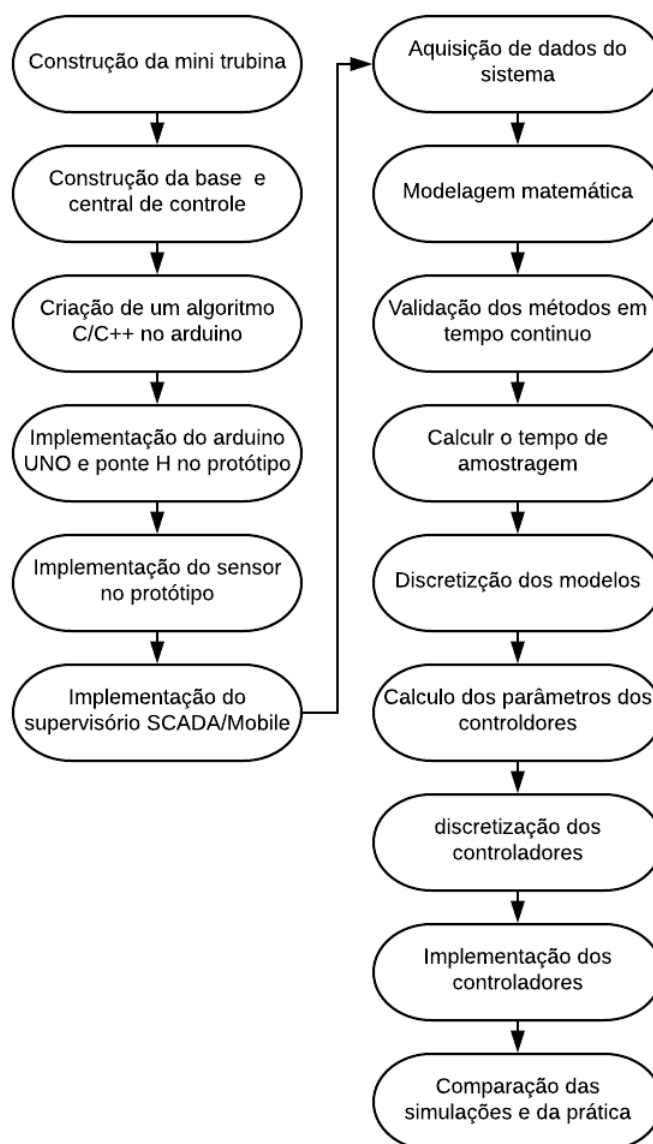 Construção da mini trubina
Construção da base e
central de controle
Criação de um algoritmo
C/C++ no arduino
Implementação do arduino
UNO e ponte H no protótipo
Implementação do sensor
no protótipo
Implementação do
supervisório SCADA/Mobile
Aquisição de dados do
sistema
Modelagem matemática
Validação dos métodos em
tempo continuo
Calculr o tempo de
amostragem
Discretizção dos modelos
Calculo dos parâmetros dos
controldores
discretização dos
controladores
Implementação dos
controladores
Comparação das
simulações e da prática